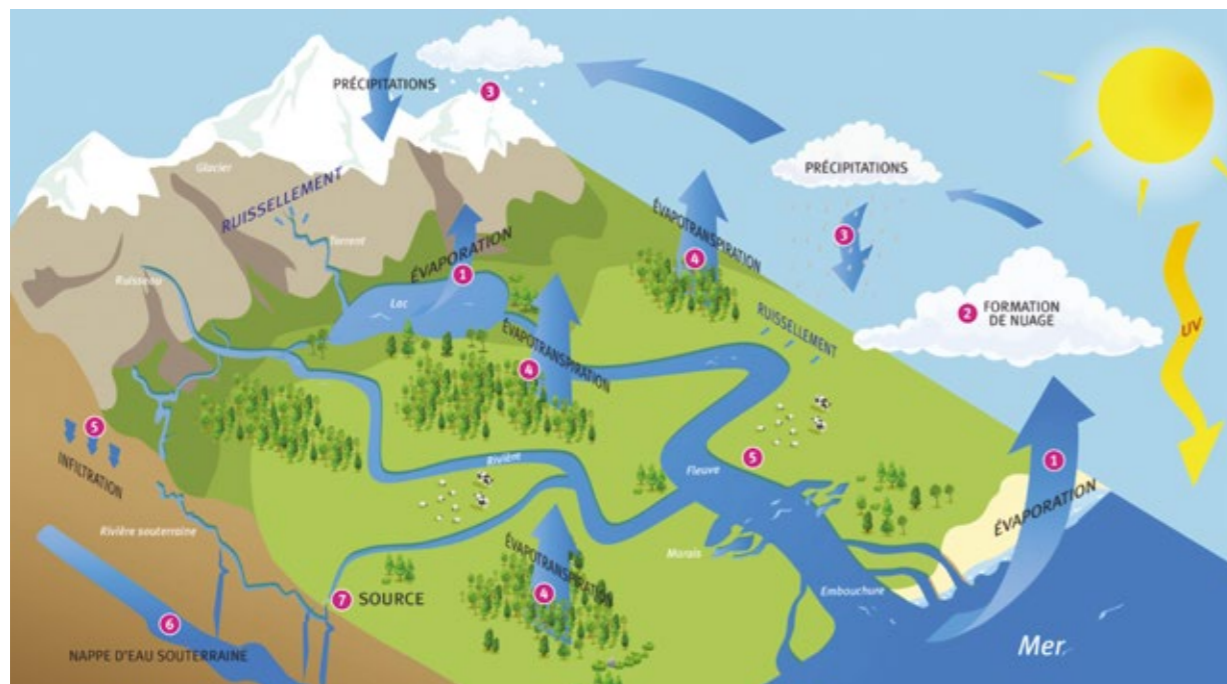 PRÉCIPITATIONS
3
Glacier
RUISSELLEMENT
Torrent
Ruisseau
ÉVAPORATION
1
Lac
ÉVAPOTRANSPIRATION
4
PRÉCIPITATIONS
3
2 FORMATION
DE NUAGE
UV
RUISSELLEMENT
ÉVAPOTRANSPIRATION
4
5
INFILTRATION
Rivière
Fleuve
5
1
ÉVAPORATION
Rivière souterraine
Marais
ÉVAPOTRANSPIRATION
4
Embouchure
7 SOURCE
6
NAPPE D'EAU SOUTERRAINE
Mer